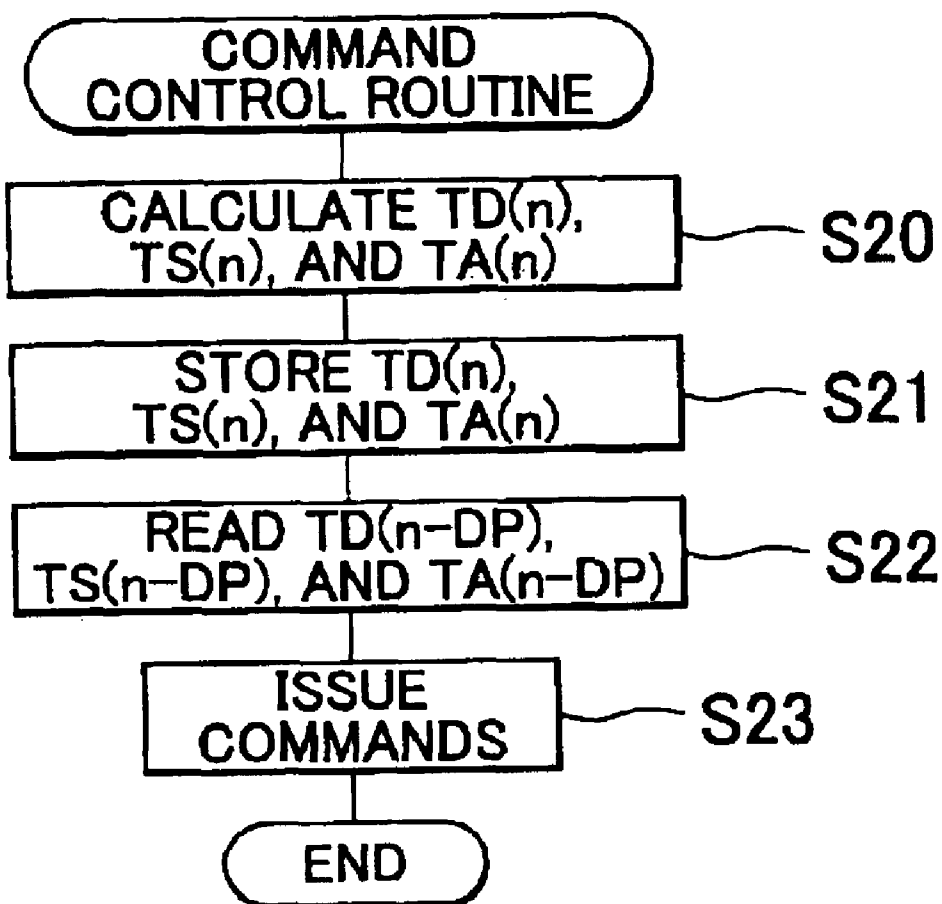 COMMAND
CONTROL ROUTINE
CALCULATE TD(n),
TS(n), AND TA(n)
S20
STORE TD(n),
TS(n), AND TA(n)
S21
READ TD(n-DP),
TS(n-DP), AND TA(n-DP)
S22
ISSUE
COMMANDS
S23
END